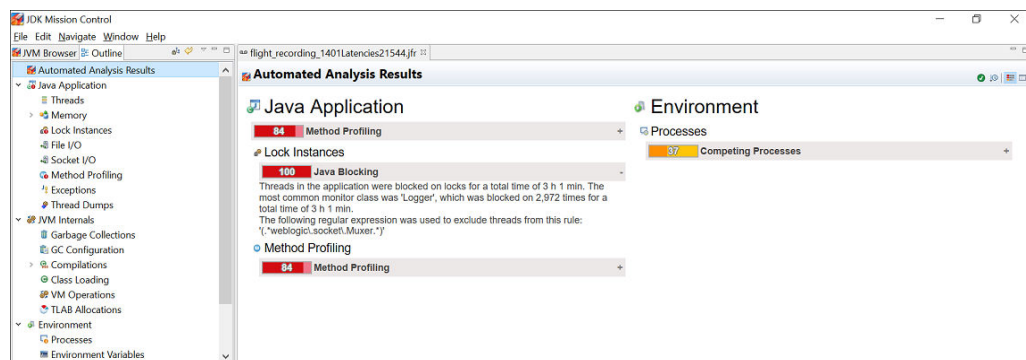 JDK Mission Control
File Edit Navigate Window Help
JVM Browser Outline
flight_recording_1401Latencies21544.jfr
Automated Analysis Results
Java Application
Threads
Memory
Lock Instances
File I/O
Socket I/O
Method Profiling
Exceptions
Thread Dumps
JVM Internals
Garbage Collections
GC Configuration
Compilations
Class Loading
VM Operations
TLAB Allocations
Environment
Processes
Environment Variables
Automated Analysis Results
Java Application
84 Method Profiling +
Lock Instances
100 Java Blocking -
Threads in the application were blocked on locks for a total time of 3 h 1 min. The
most common monitor class was 'Logger', which was blocked on 2,972 times for a
total time of 3 h 1 min.
The following regular expression was used to exclude threads from this rule:
'(.*weblogic\.socket\.Muxer.*)'
Method Profiling
84 Method Profiling +
Environment
Processes
37 Competing Processes +